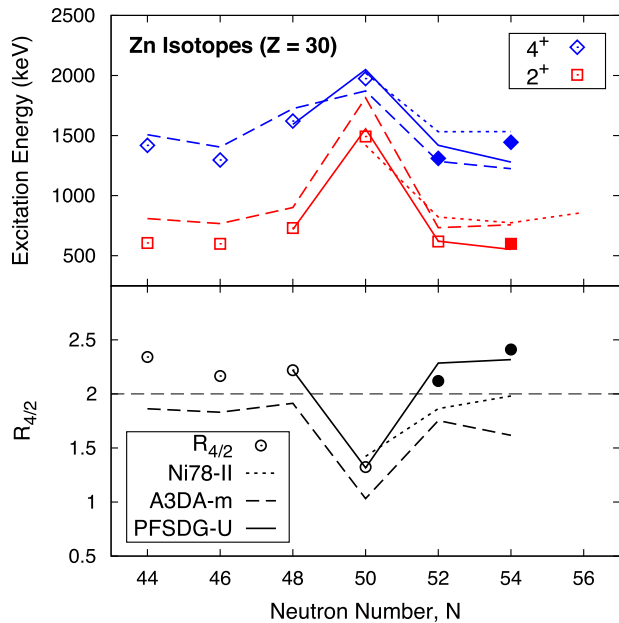 Zn Isotopes (Z = 30)
4⁺
2⁺
Excitation Energy (keV)
2500
2000
1500
1000
500
R₄/₂
2.5
2
1.5
1
0.5
R₄/₂
Ni78-II
A3DA-m
PFSDG-U
44 46 48 50 52 54 56
Neutron Number, N